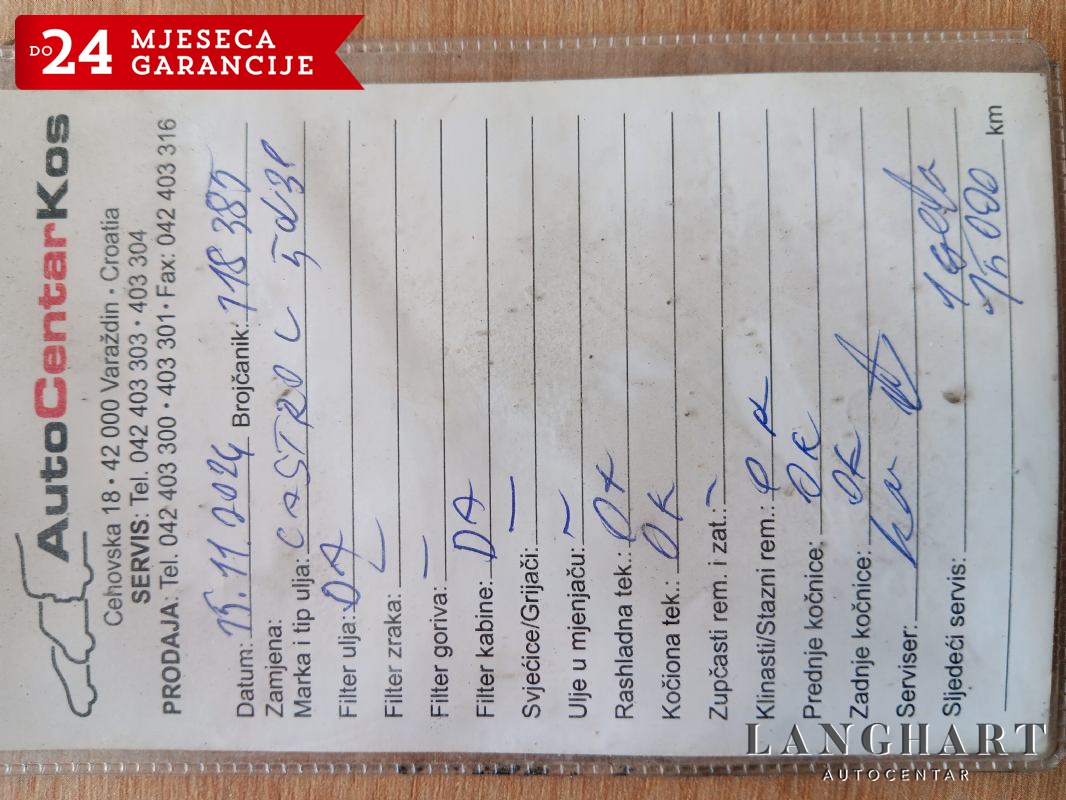 DO 24 MJESECA
GARANCIJE
AutoCentarKos
Cehovska 18 · 42 000 Varaždin · Croatia
SERVIS: Tel. 042 403 303 · 403 304
PRODAJA: Tel. 042 403 300 · 403 301 · Fax: 042 403 316
Datum: 15.11.2024 Brojčanik: 118 385
Zamjena:
Marka i tip ulja: CASTROL
Filter ulja: DA
Filter zraka: –
Filter goriva: –
Filter kabine: DA
Svjećice/Grijači: –
Ulje u mjenjaču: –
Rashladna tek.: OK
Kočiona tek.: OK
Zupčasti rem. i zat.: –
Klinasti/Stazni rem.: OK
Prednje kočnice: OK
Zadnje kočnice: OK
Serviser:
Sljedeći servis: 15 000 km
LANGHART
AUTOCENTAR